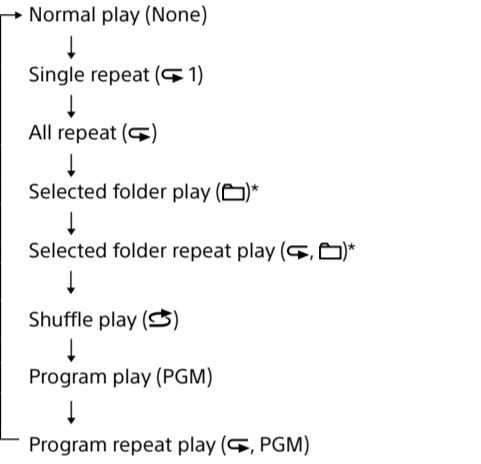 Normal play (None)
Single repeat (1)
All repeat ()
Selected folder play ()*
Selected folder repeat play (, )*
Shuffle play ()
Program play (PGM)
Program repeat play (, PGM)